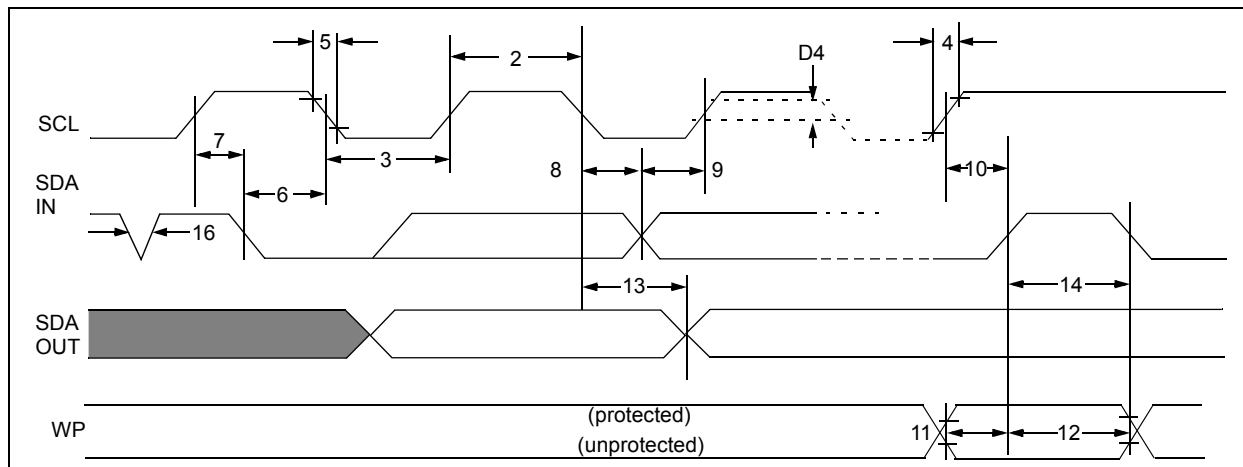 5
2
D4
4
SCL
7
3
8
9
10
SDA
IN
6
16
13
14
SDA
OUT
WP
(protected)
(unprotected)
11
12